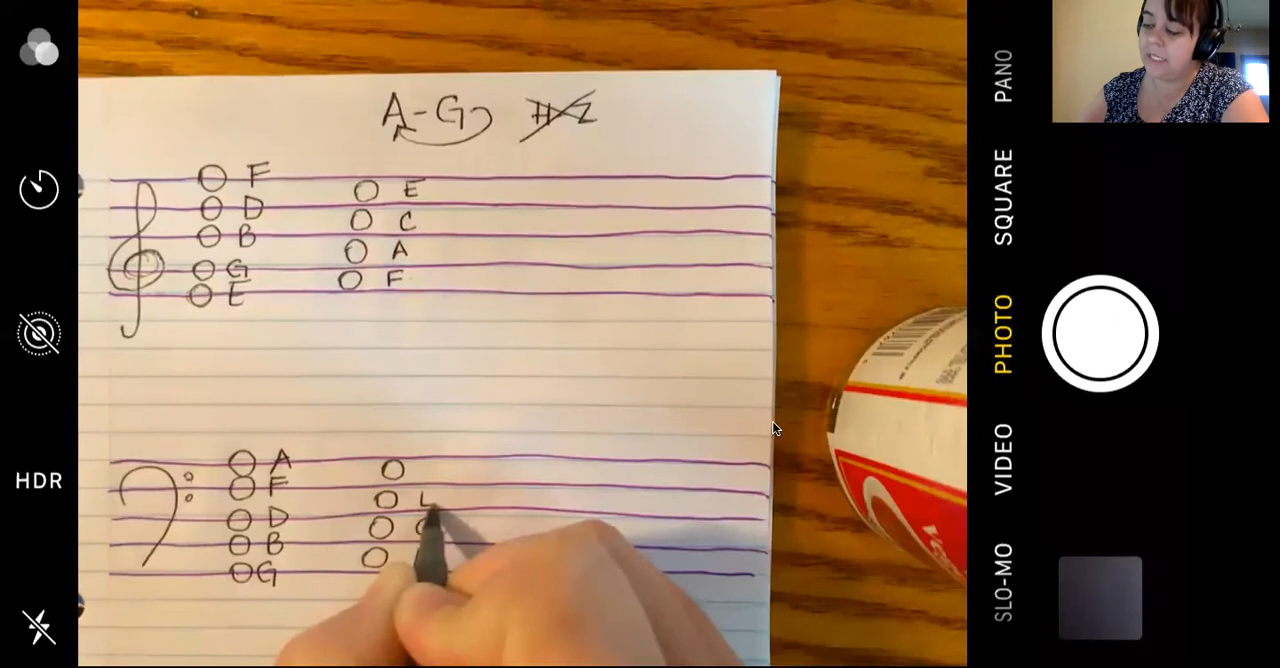 A-G H-Z
F
D E
B C
G A
E F
A
F
D
B
G
HDR
PANO
SQUARE
PHOTO
VIDEO
SLO-MO